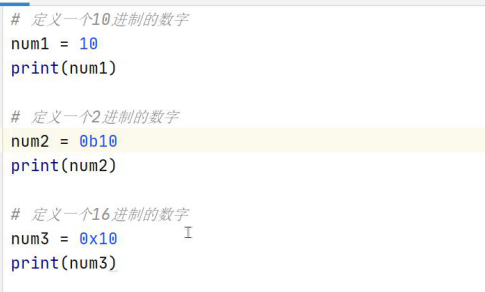 # 定义一个10进制的数字
num1 = 10
print(num1)
# 定义一个2进制的数字
num2 = 0b10
print(num2)
# 定义一个16进制的数字
num3 = 0x10
print(num3)